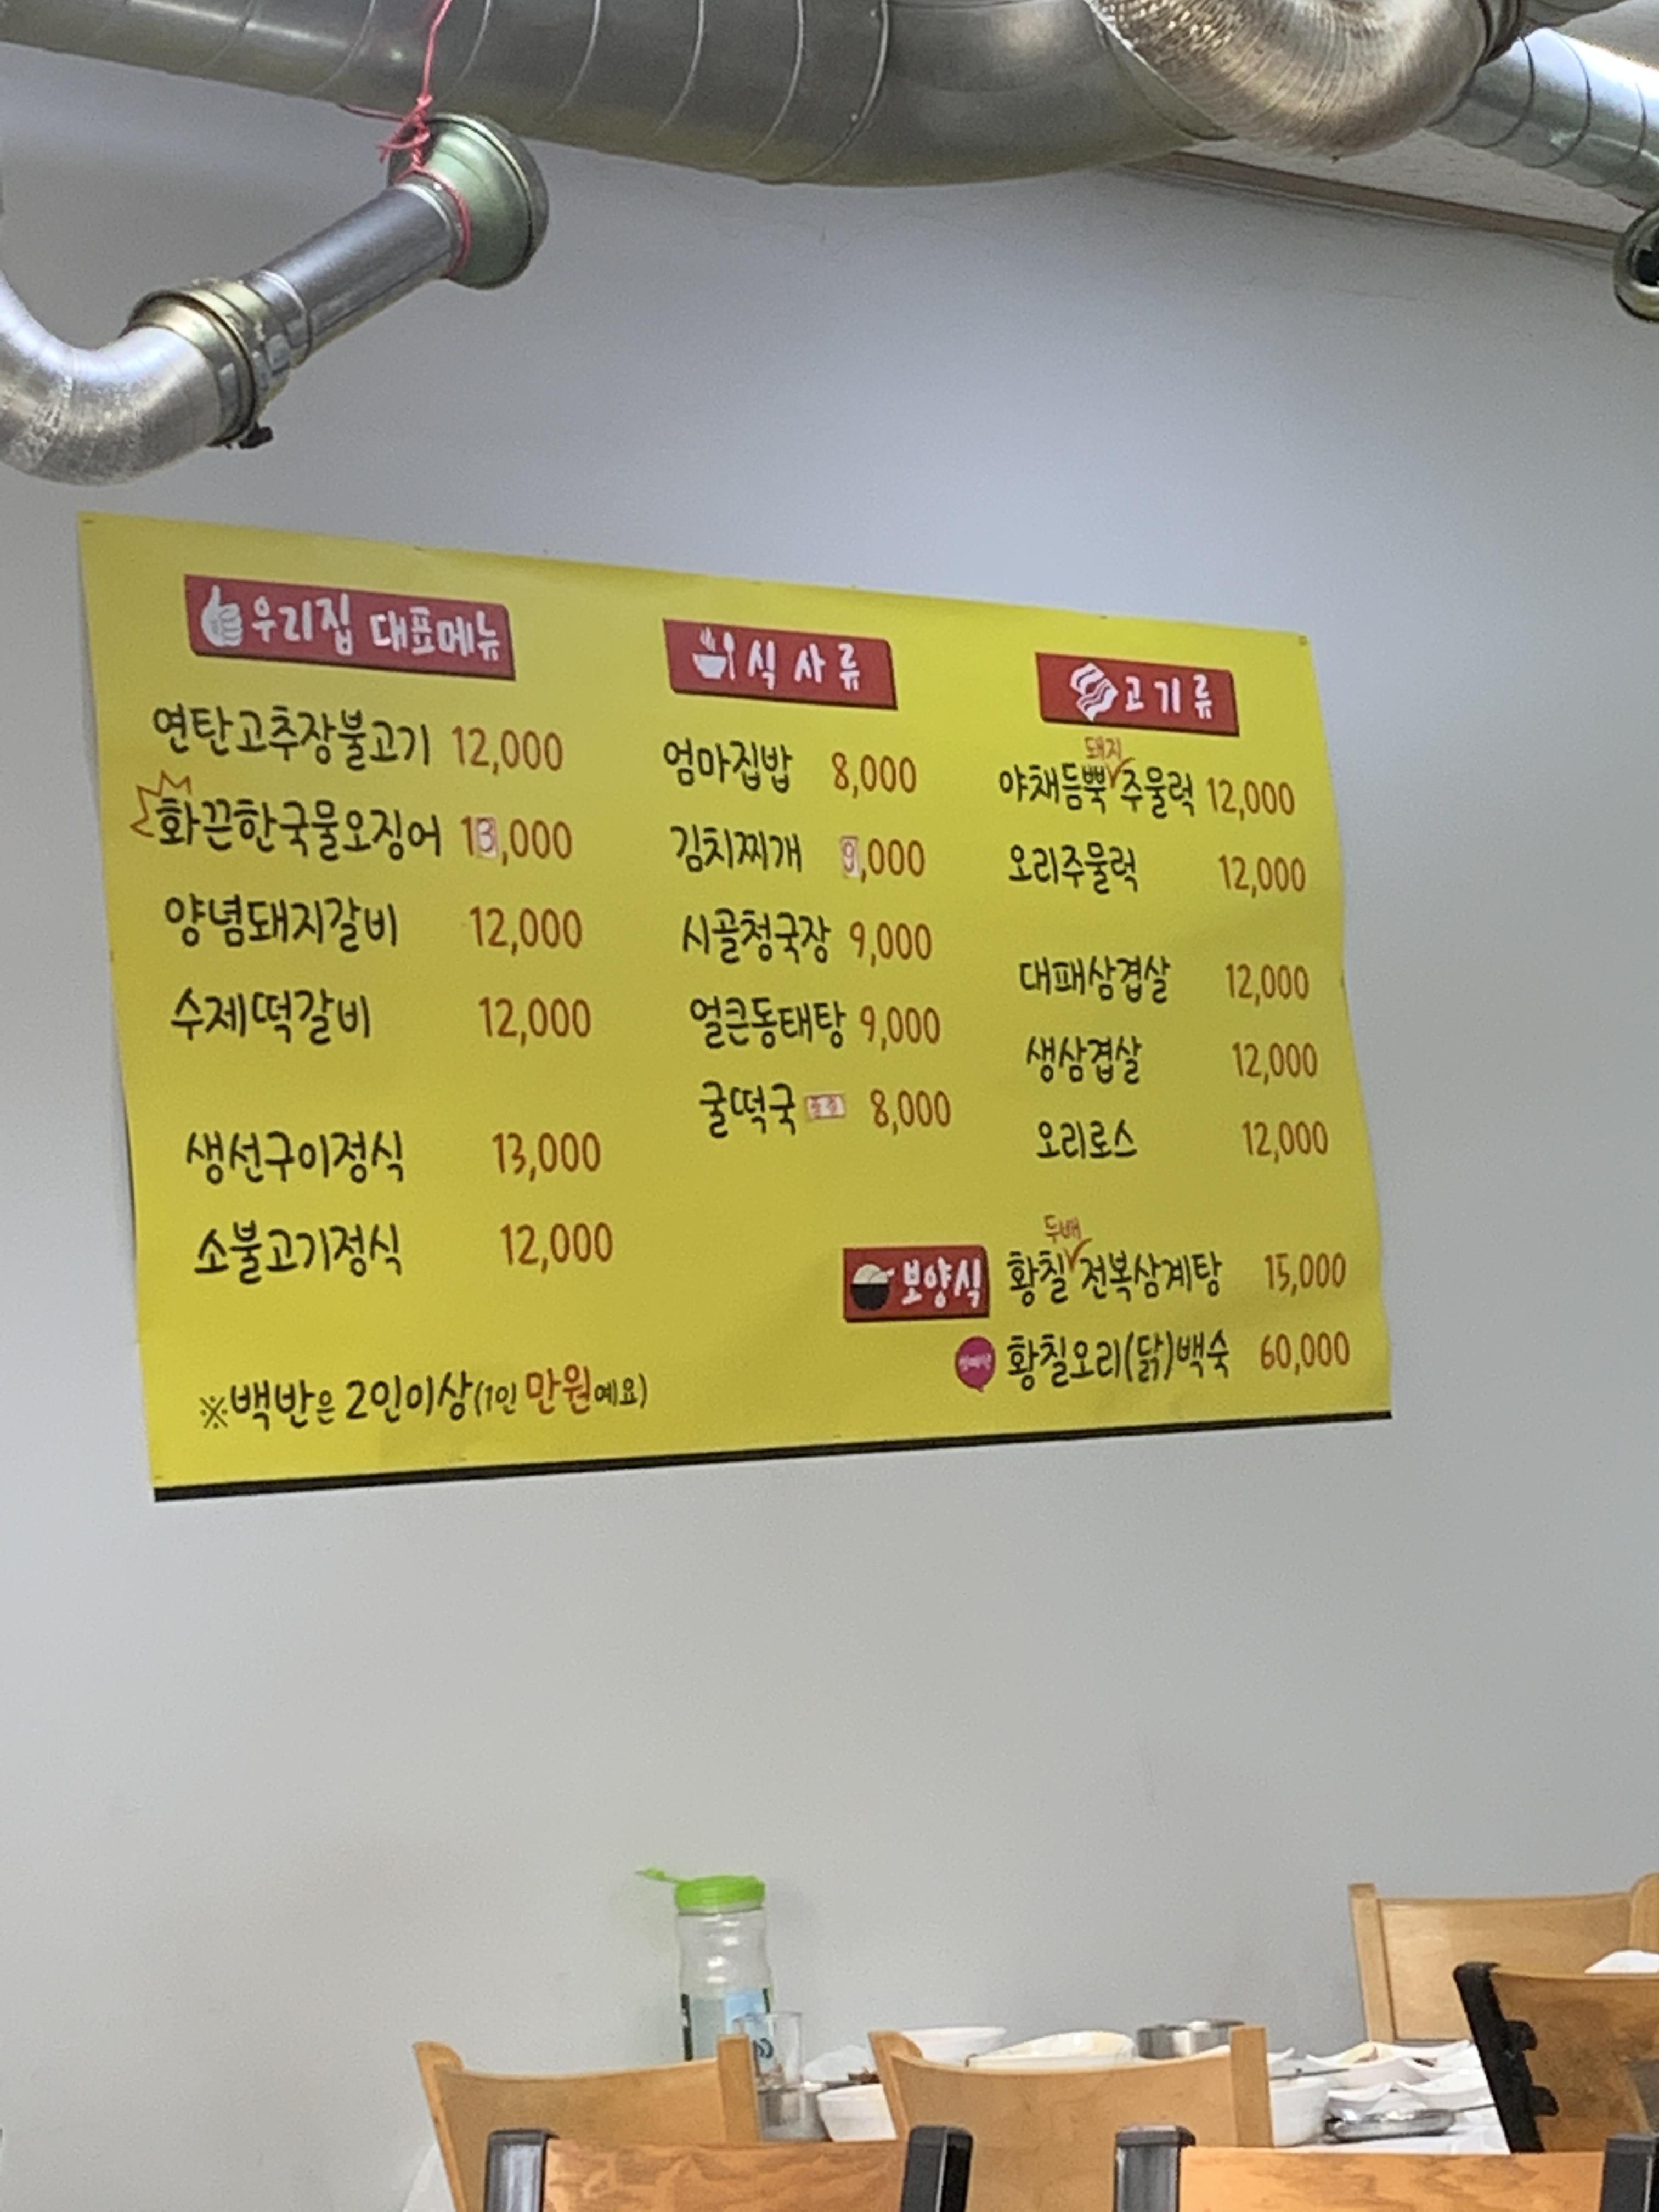 우리집 대표메뉴
연탄고추장불고기 12,000
화끈한국물오징어 13,000
양념돼지갈비 12,000
수제떡갈비 12,000
생선구이정식 13,000
소불고기정식 12,000
※백반은 2인이상(1인 만원예요)
식사류
엄마집밥 8,000
김치찌개 9,000
시골청국장 9,000
얼큰동태탕 9,000
굴떡국 8,000
고기류
돼지
야채듬뿍 주물럭 12,000
오리주물럭 12,000
대패삼겹살 12,000
생삼겹살 12,000
오리로스 12,000
보양식
두배
황칠 전복삼계탕 15,000
황칠오리(닭)백숙 60,000